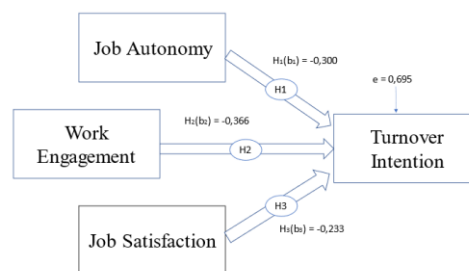 Job Autonomy
H₁(b₁) = -0,300
e = 0,695
H1
H₂(b₂) = -0,366
Work
Engagement
H2
Turnover
Intention
H3
Job Satisfaction
H₃(b₃) = -0,233